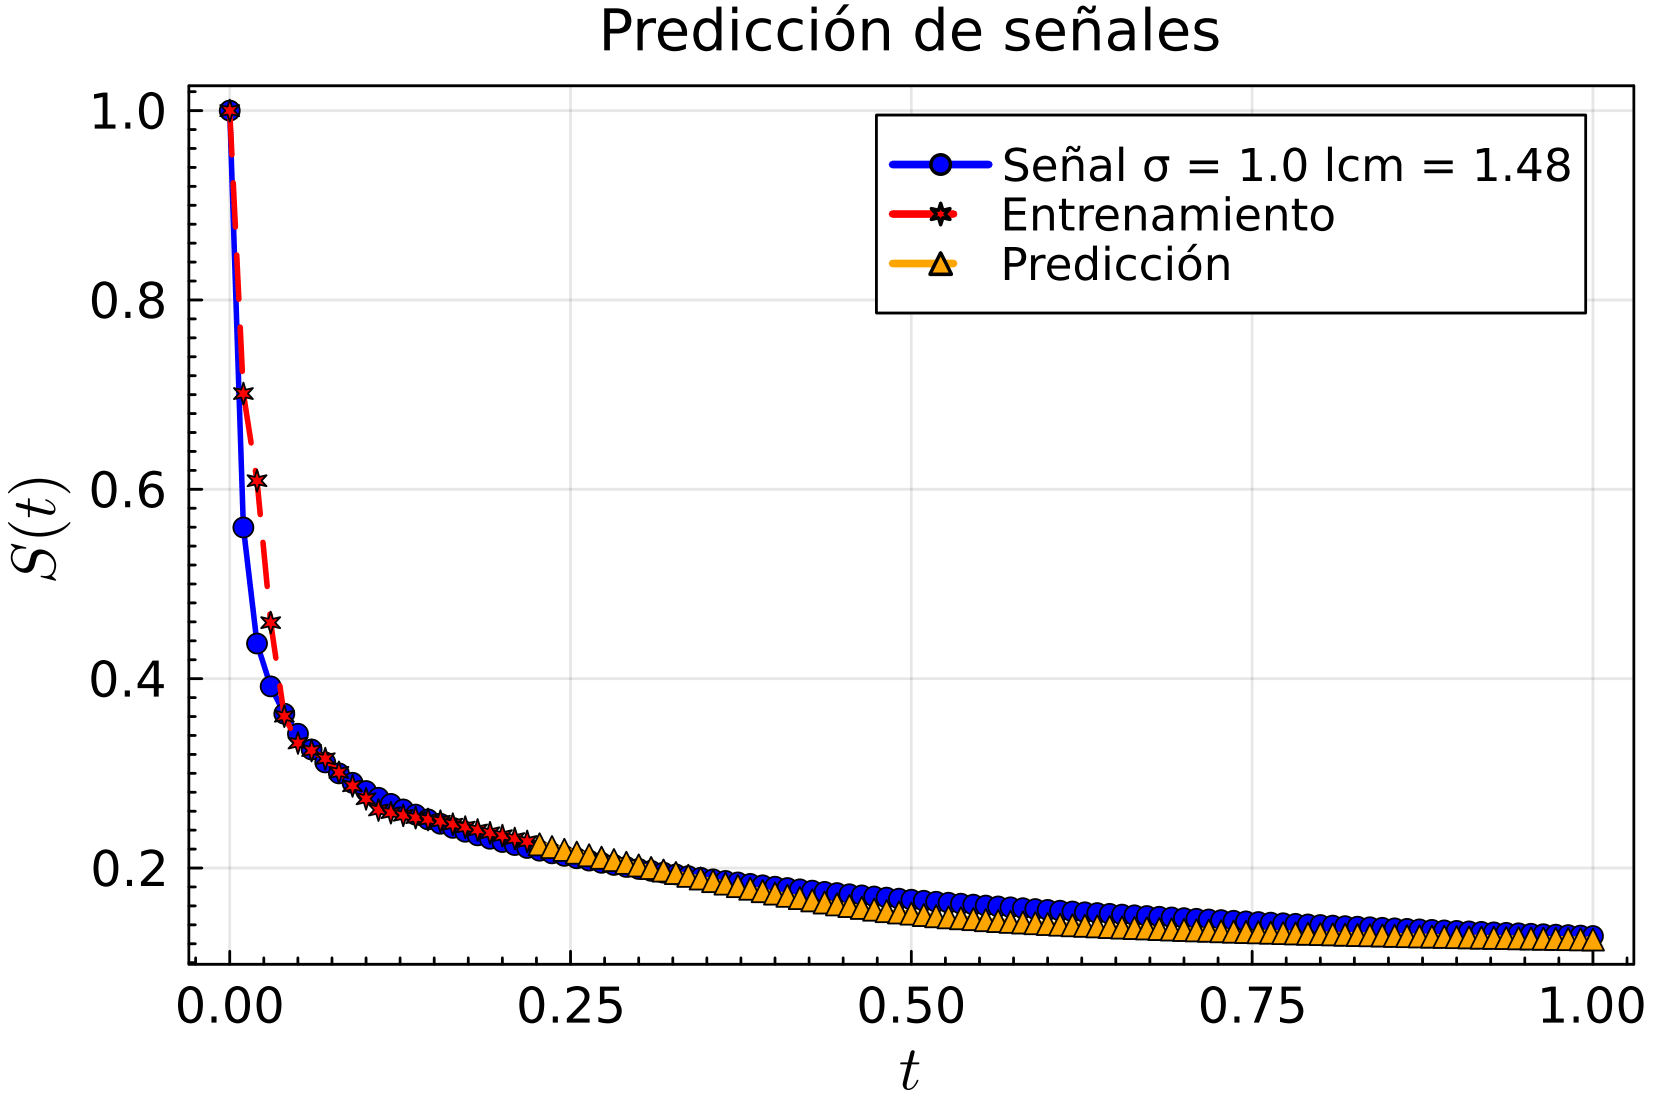 Predicción de señales
Señal σ = 1.0 lcm = 1.48
Entrenamiento
Predicción
S(t)
1.0
0.8
0.6
0.4
0.2
0.00 0.25 0.50 0.75 1.00
t